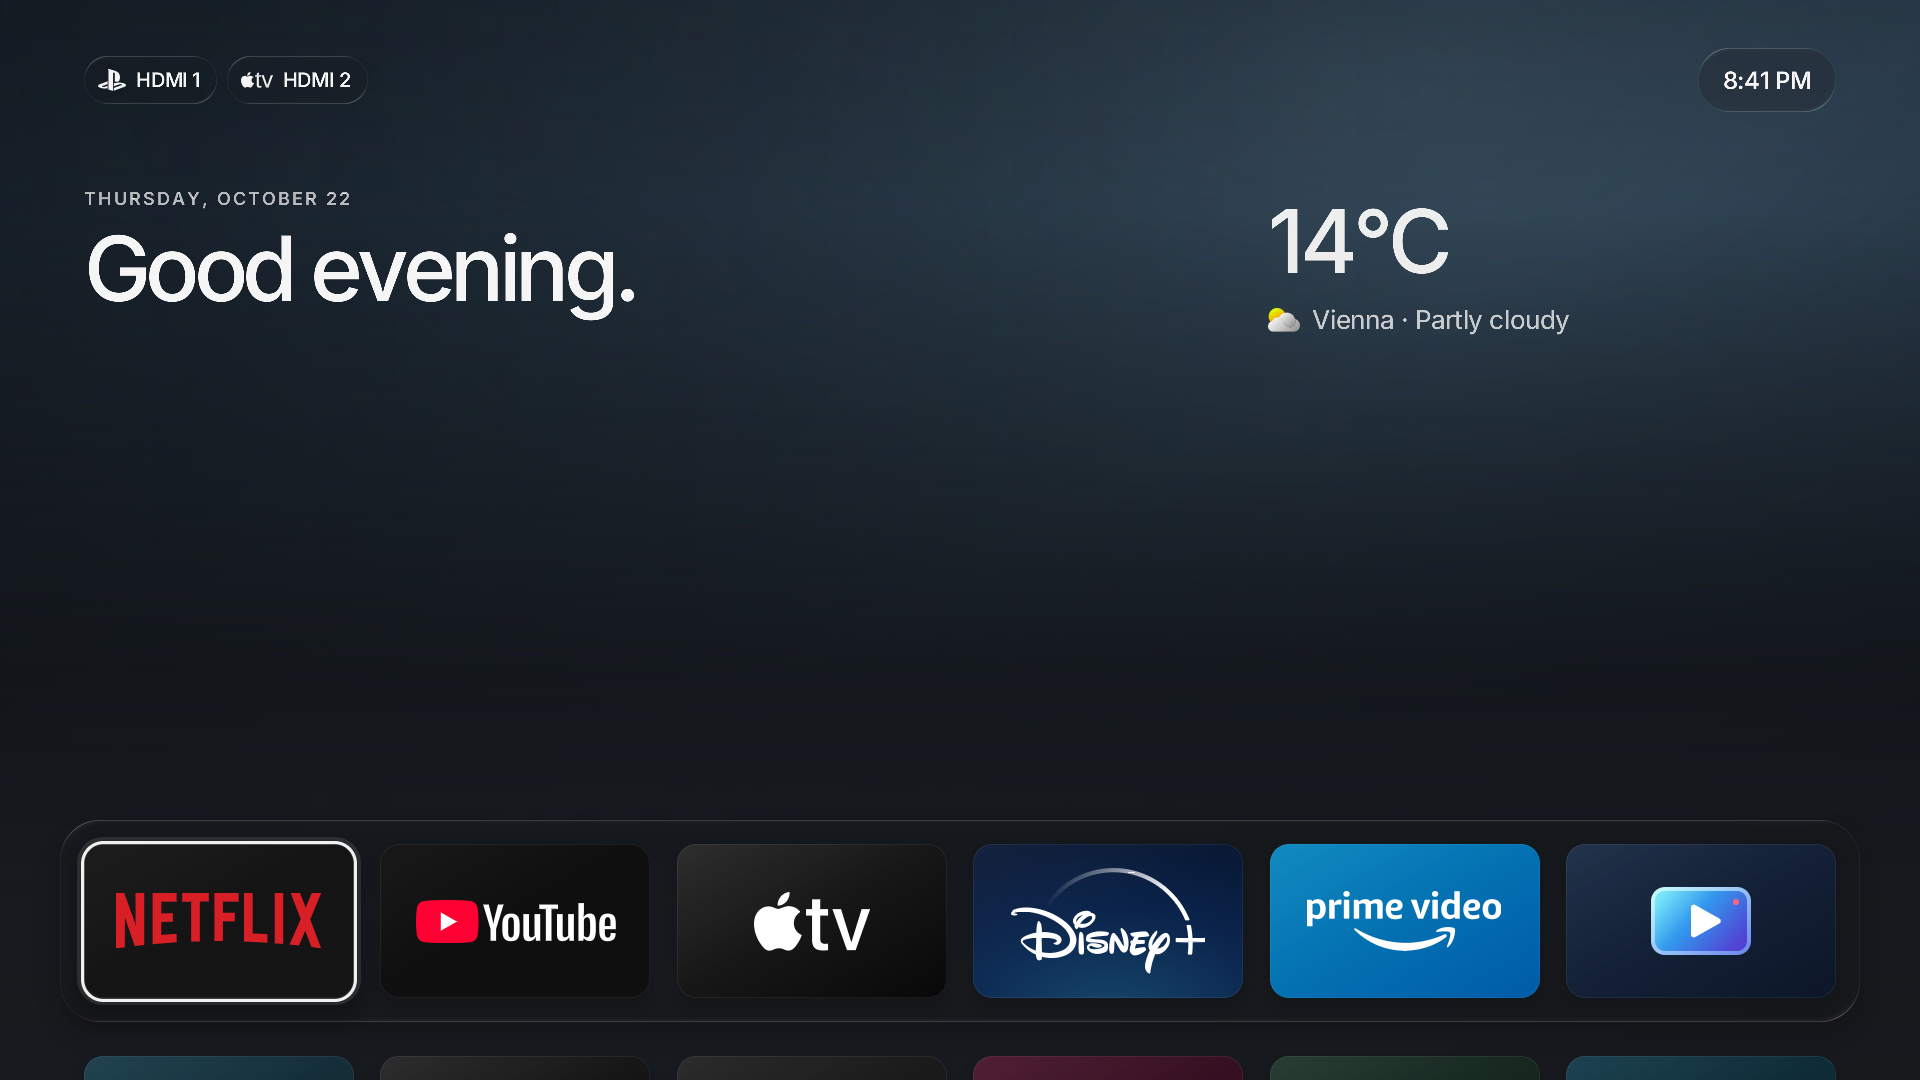 HDMI 1
tv HDMI 2
8:41 PM
THURSDAY, OCTOBER 22
Good evening.
14°C
Vienna · Partly cloudy
NETFLIX
YouTube
tv
Disney+
prime video